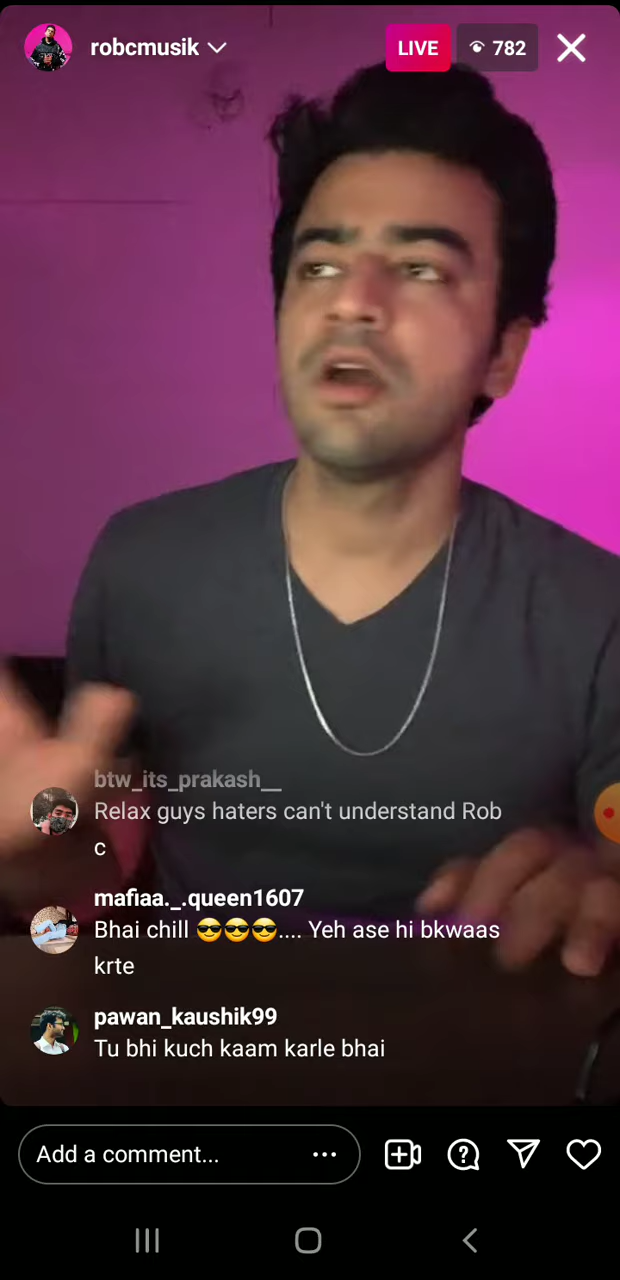 robcmusik
LIVE
782
btw_its_prakash__
Relax guys haters can't understand Rob
c
mafiaa._.queen1607
Bhai chill 😎😎😎.... Yeh ase hi bkwaas
krte
pawan_kaushik99
Tu bhi kuch kaam karle bhai
Add a comment...